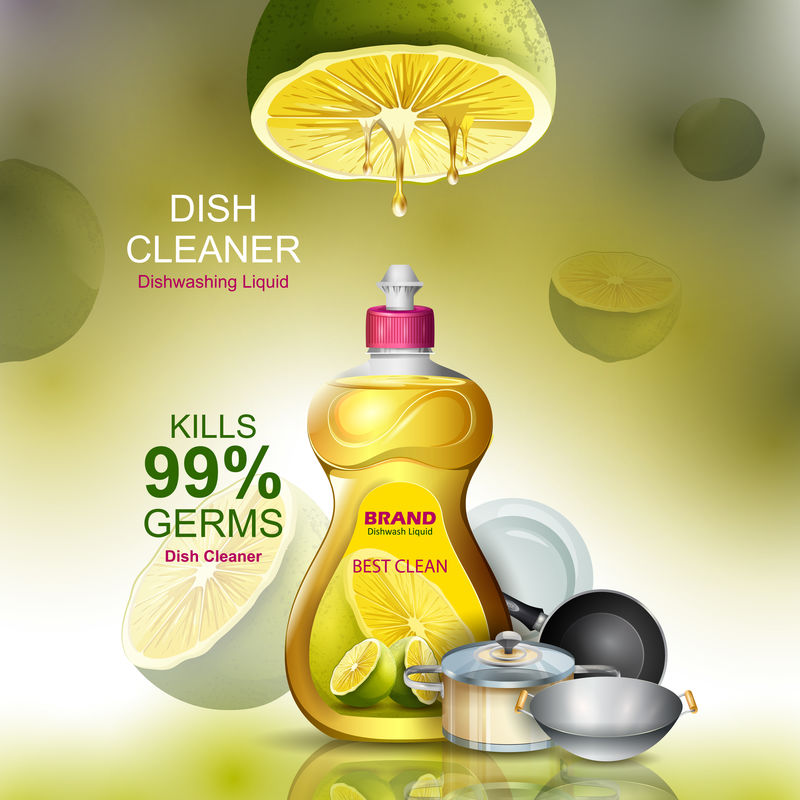 DISH
CLEANER
Dishwashing Liquid
KILLS
99%
GERMS
Dish Cleaner
BRAND
Dishwash Liquid
BEST CLEAN